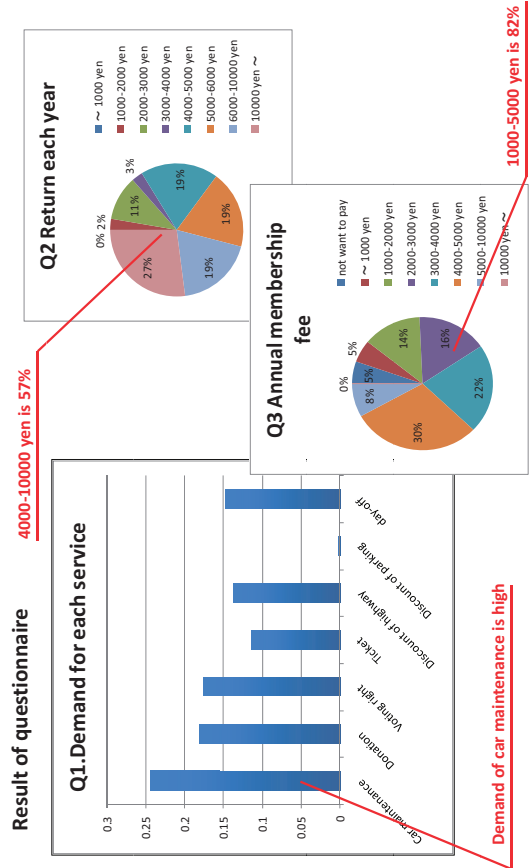 Result of questionnaire
4000-10000 yen is 57%
Q1.Demand for each service
0.3
0.25
0.2
0.15
0.1
0.05
0
Car maintenance
Donation
Voting right
Ticket
Discount of highway
Discount of parking
day-off
Demand of car maintenance is high
Q2 Return each year
0%
2%
11%
3%
19%
19%
19%
27%
~ 1000 yen
1000-2000 yen
2000-3000 yen
3000-4000 yen
4000-5000 yen
5000-6000 yen
6000-10000 yen
10000 yen ~
Q3 Annual membership
fee
0%
5%
5%
14%
16%
22%
30%
8%
not want to pay
~ 1000 yen
1000-2000 yen
2000-3000 yen
3000-4000 yen
4000-5000 yen
5000-10000 yen
10000 yen ~
1000-5000 yen is 82%